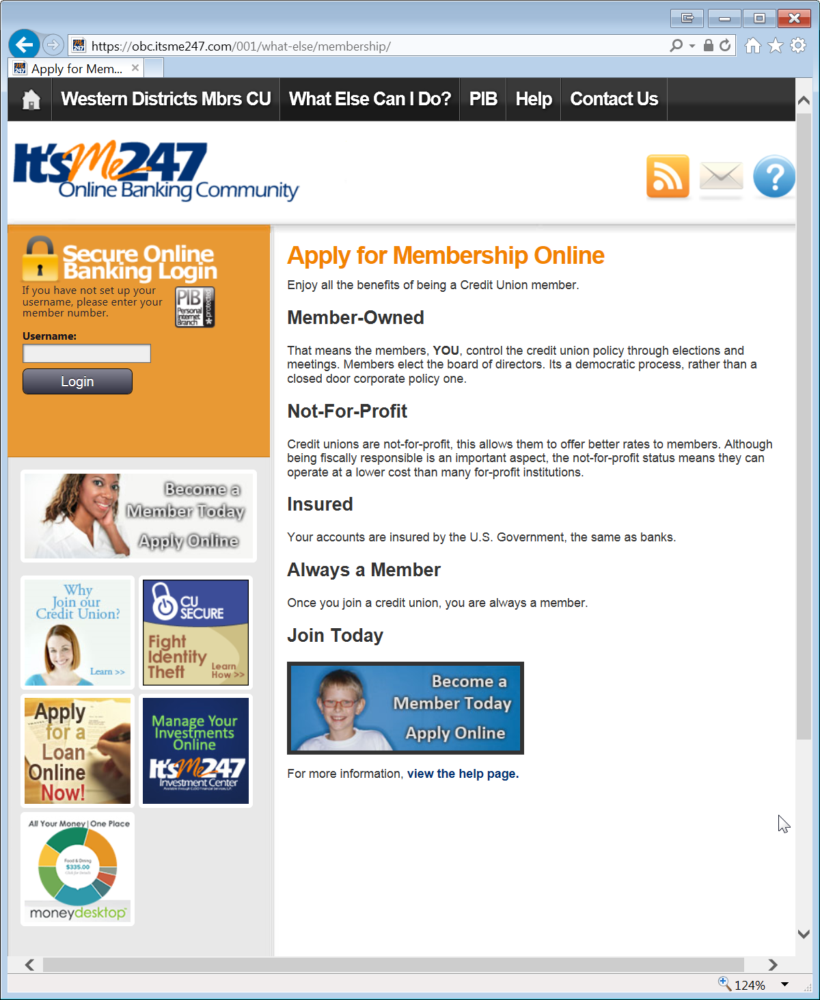 https://obc.itsme247.com/001/what-else/membership/
Apply for Mem...
Western Districts Mbrs CU
What Else Can I Do?
PIB
Help
Contact Us
It'sMe247
Online Banking Community
Secure Online
Banking Login
If you have not set up your
username, please enter your
member number.
PIB
Personal
Internet
Branch
protected
Username:
Login
Become a
Member Today
Apply Online
Why
Join our
Credit Union?
Learn >>
CU
SECURE
Fight
Identity
Theft
Learn
How >>
Apply
for a
Loan
Online
Now!
Manage Your
Investments
Online
It'sMe247
Investment Center
All Your Money | One Place
Food & Dining
$335.00
Click for Details
moneydesktop
Apply for Membership Online
Enjoy all the benefits of being a Credit Union member.
Member-Owned
That means the members, YOU, control the credit union policy through elections and
meetings. Members elect the board of directors. Its a democratic process, rather than a
closed door corporate policy one.
Not-For-Profit
Credit unions are not-for-profit, this allows them to offer better rates to members. Although
being fiscally responsible is an important aspect, the not-for-profit status means they can
operate at a lower cost than many for-profit institutions.
Insured
Your accounts are insured by the U.S. Government, the same as banks.
Always a Member
Once you join a credit union, you are always a member.
Join Today
Become a
Member Today
Apply Online
For more information, view the help page.
124%